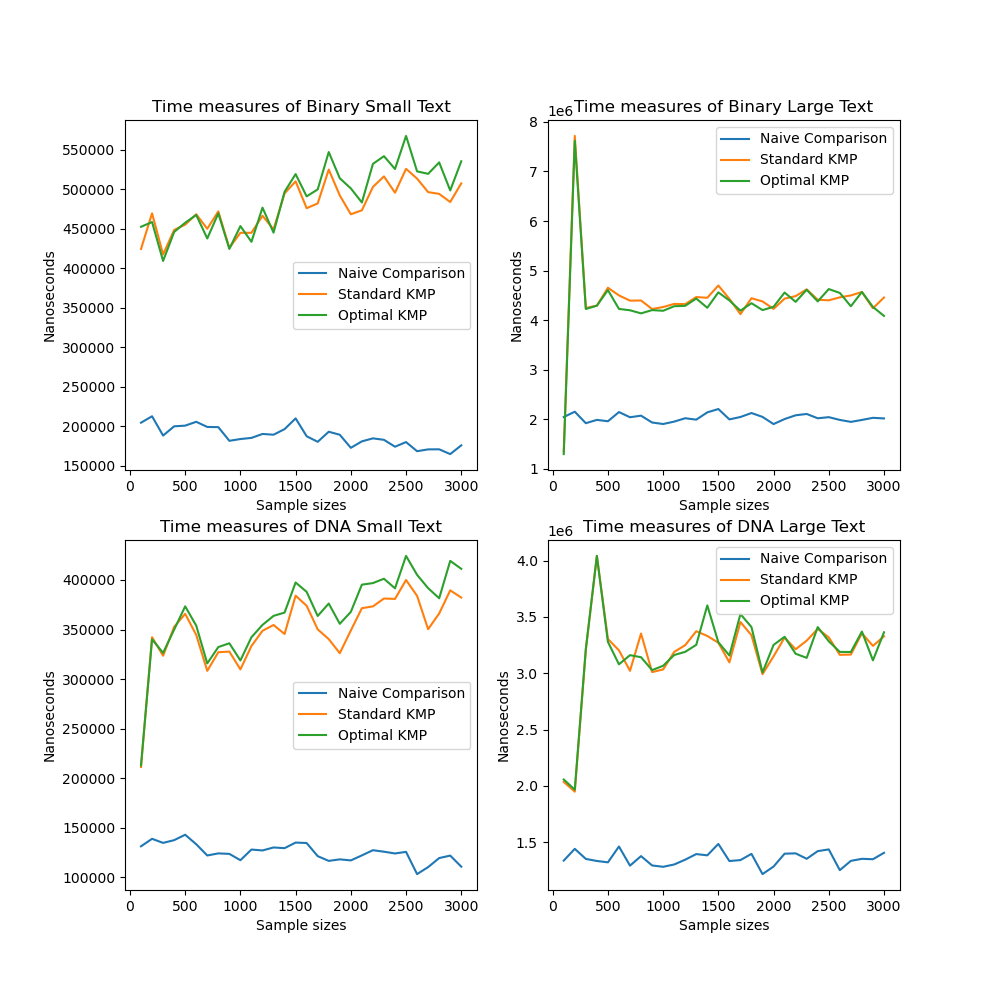 Time measures of Binary Small Text
550000
500000
450000
400000
350000
300000
250000
200000
150000
Nanoseconds
Naive Comparison
Standard KMP
Optimal KMP
0 500 1000 1500 2000 2500 3000
Sample sizes
1e6
Time measures of Binary Large Text
8
7
6
5
4
3
2
1
Nanoseconds
Naive Comparison
Standard KMP
Optimal KMP
0 500 1000 1500 2000 2500 3000
Sample sizes
Time measures of DNA Small Text
400000
350000
300000
250000
200000
150000
100000
Nanoseconds
Naive Comparison
Standard KMP
Optimal KMP
0 500 1000 1500 2000 2500 3000
Sample sizes
1e6
Time measures of DNA Large Text
4.0
3.5
3.0
2.5
2.0
1.5
Nanoseconds
Naive Comparison
Standard KMP
Optimal KMP
0 500 1000 1500 2000 2500 3000
Sample sizes